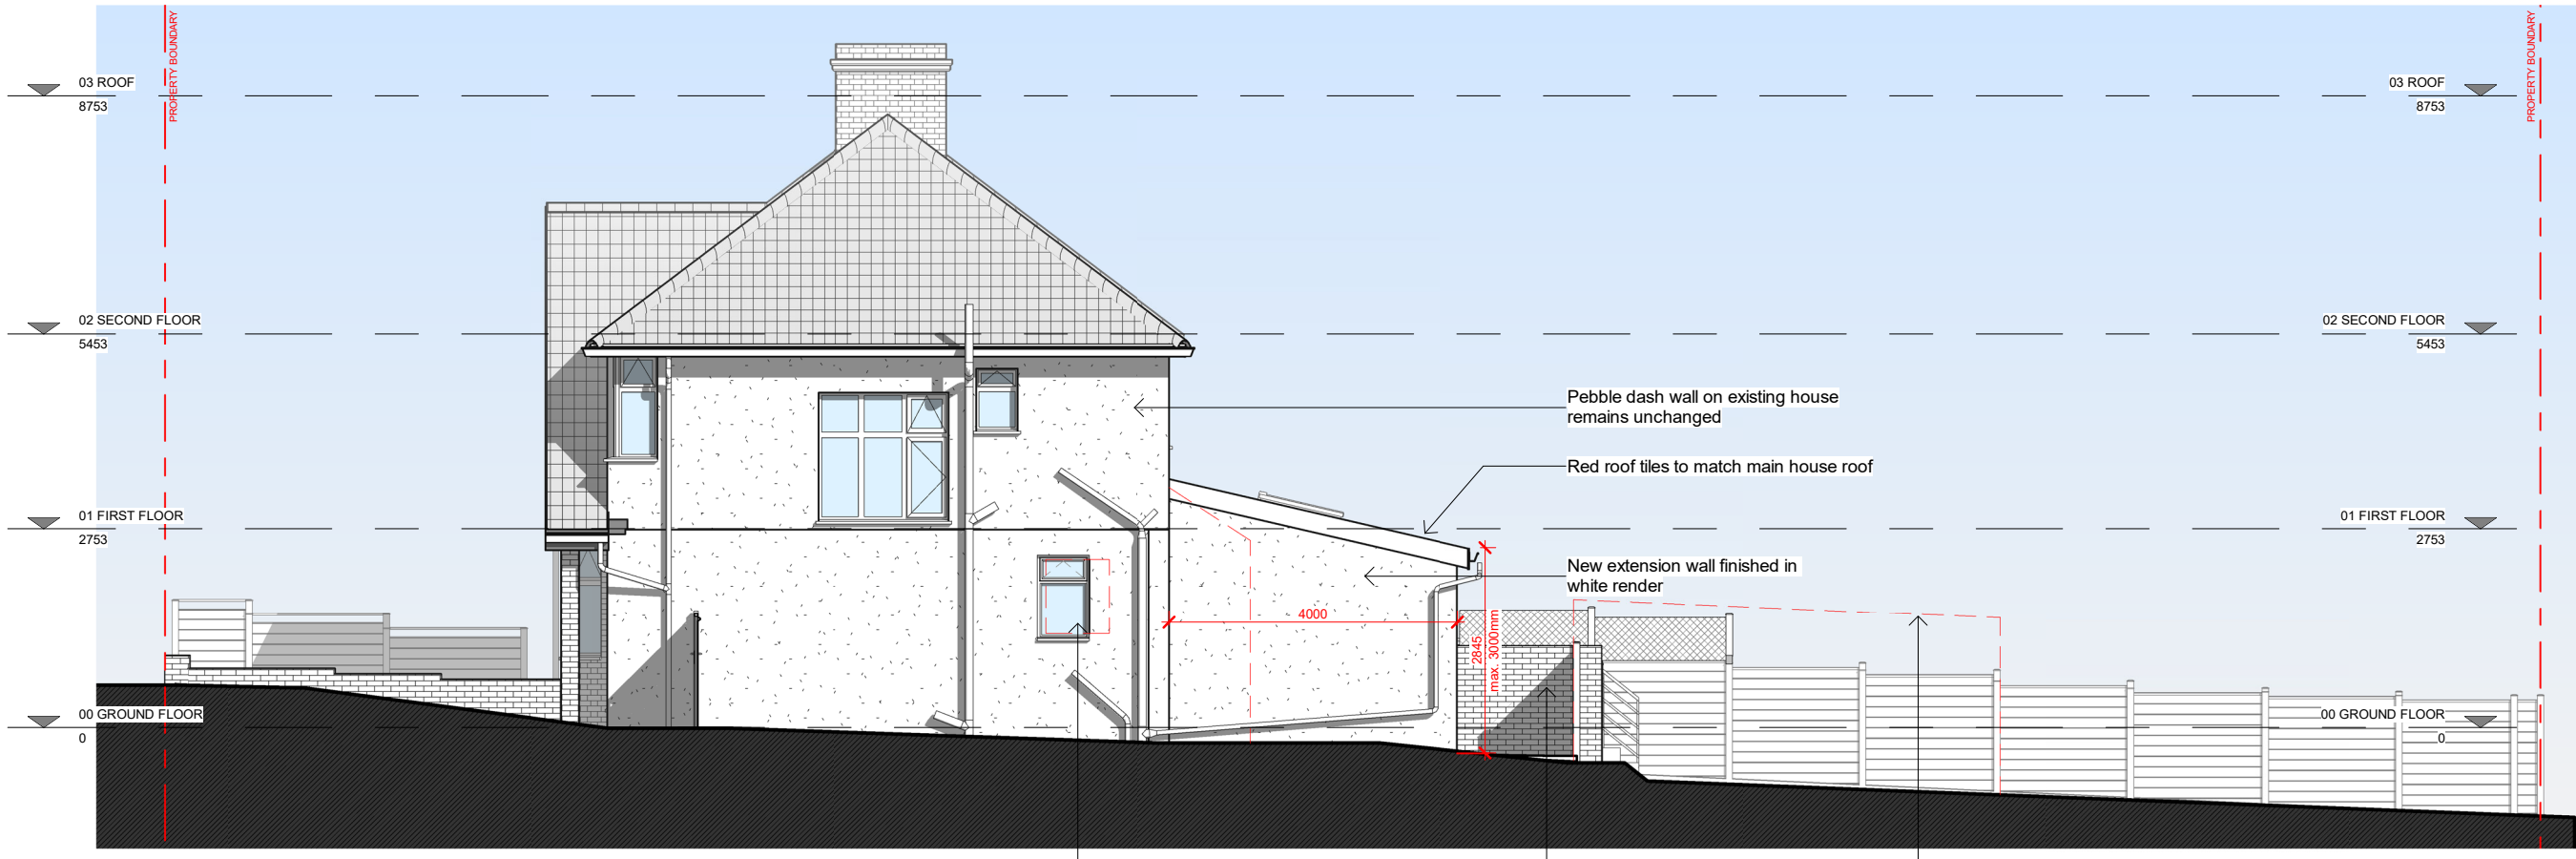 PROPERTY BOUNDARY
PROPERTY BOUNDARY
03 ROOF
8753
03 ROOF
8753
02 SECOND FLOOR
5453
02 SECOND FLOOR
5453
Pebble dash wall on existing house
remains unchanged
Red roof tiles to match main house roof
01 FIRST FLOOR
2753
01 FIRST FLOOR
2753
New extension wall finished in
white render
4000
2845
max. 3000mm
00 GROUND FLOOR
0
00 GROUND FLOOR
0